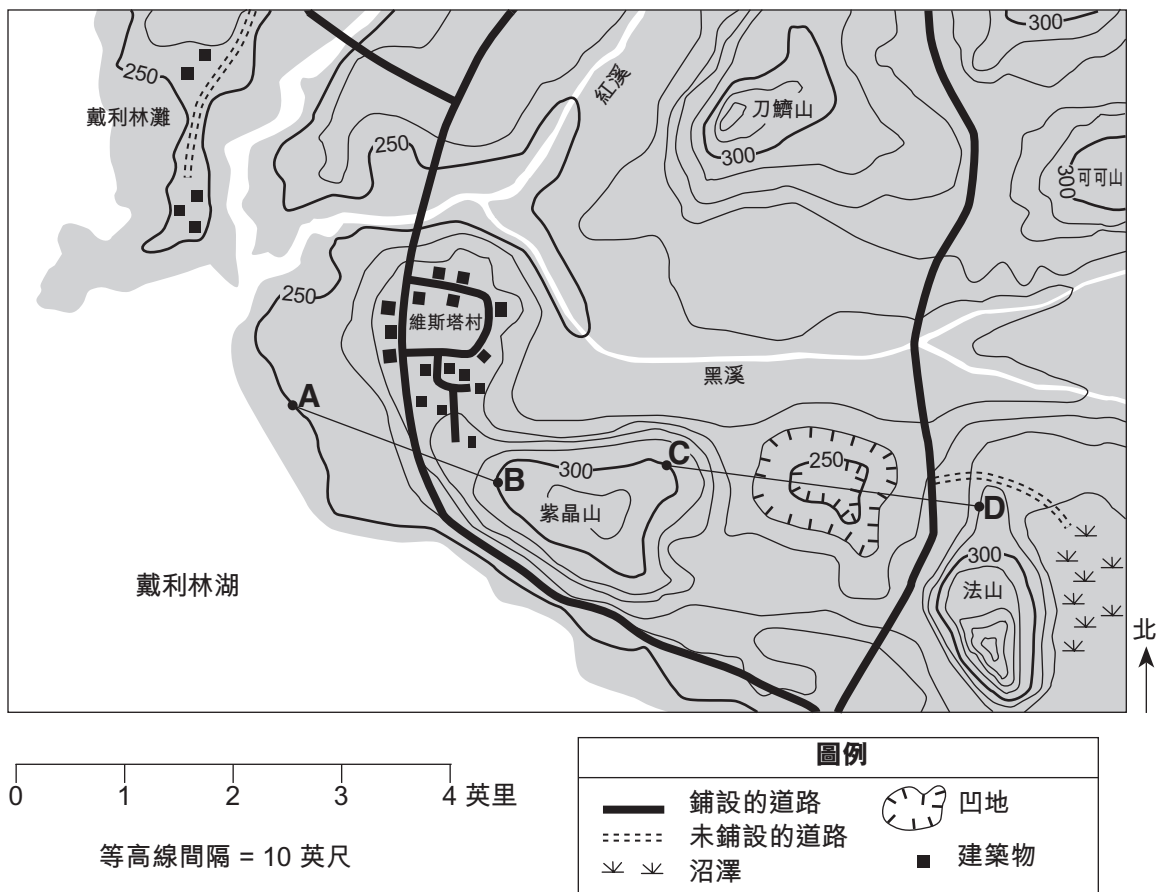 300
250
紅溪
戴利林灘
刀鱭山
250
300
300
可可山
250
維斯塔村
黑溪
A
C
250
300
B
紫晶山
D
300
法山
戴利林湖
北
0 1 2 3 4 英里
等高線間隔 = 10 英尺
圖例
鋪設的道路
凹地
未鋪設的道路
沼澤
建築物